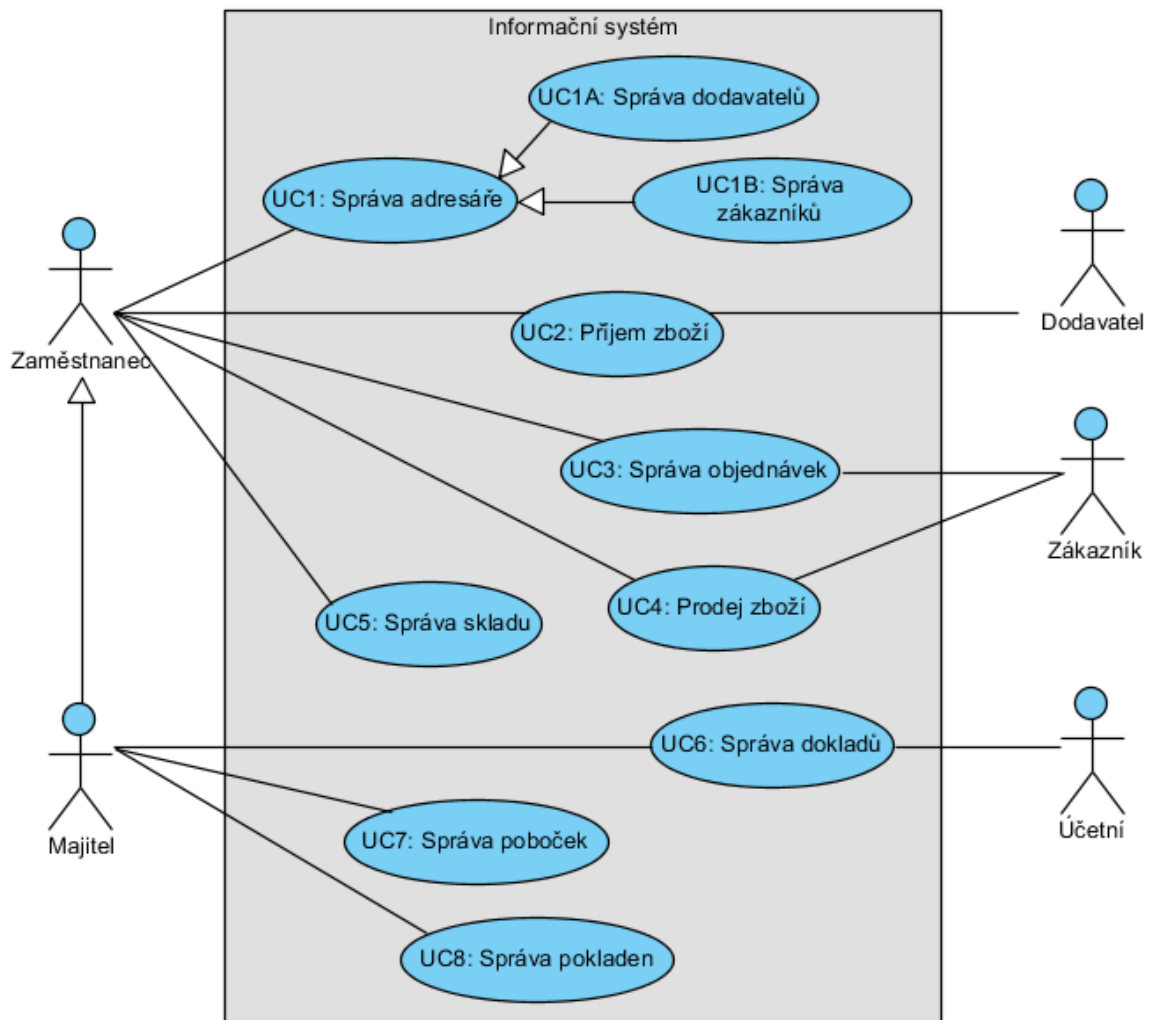 Informační systém
UC1A: Správa dodavatelů
UC1: Správa adresáře
UC1B: Správa
zákazníků
Zaměstnanec
UC2: Příjem zboží
Dodavatel
UC3: Správa objednávek
Zákazník
UC4: Prodej zboží
UC5: Správa skladu
UC6: Správa dokladů
Majitel
Účetní
UC7: Správa poboček
UC8: Správa pokladen